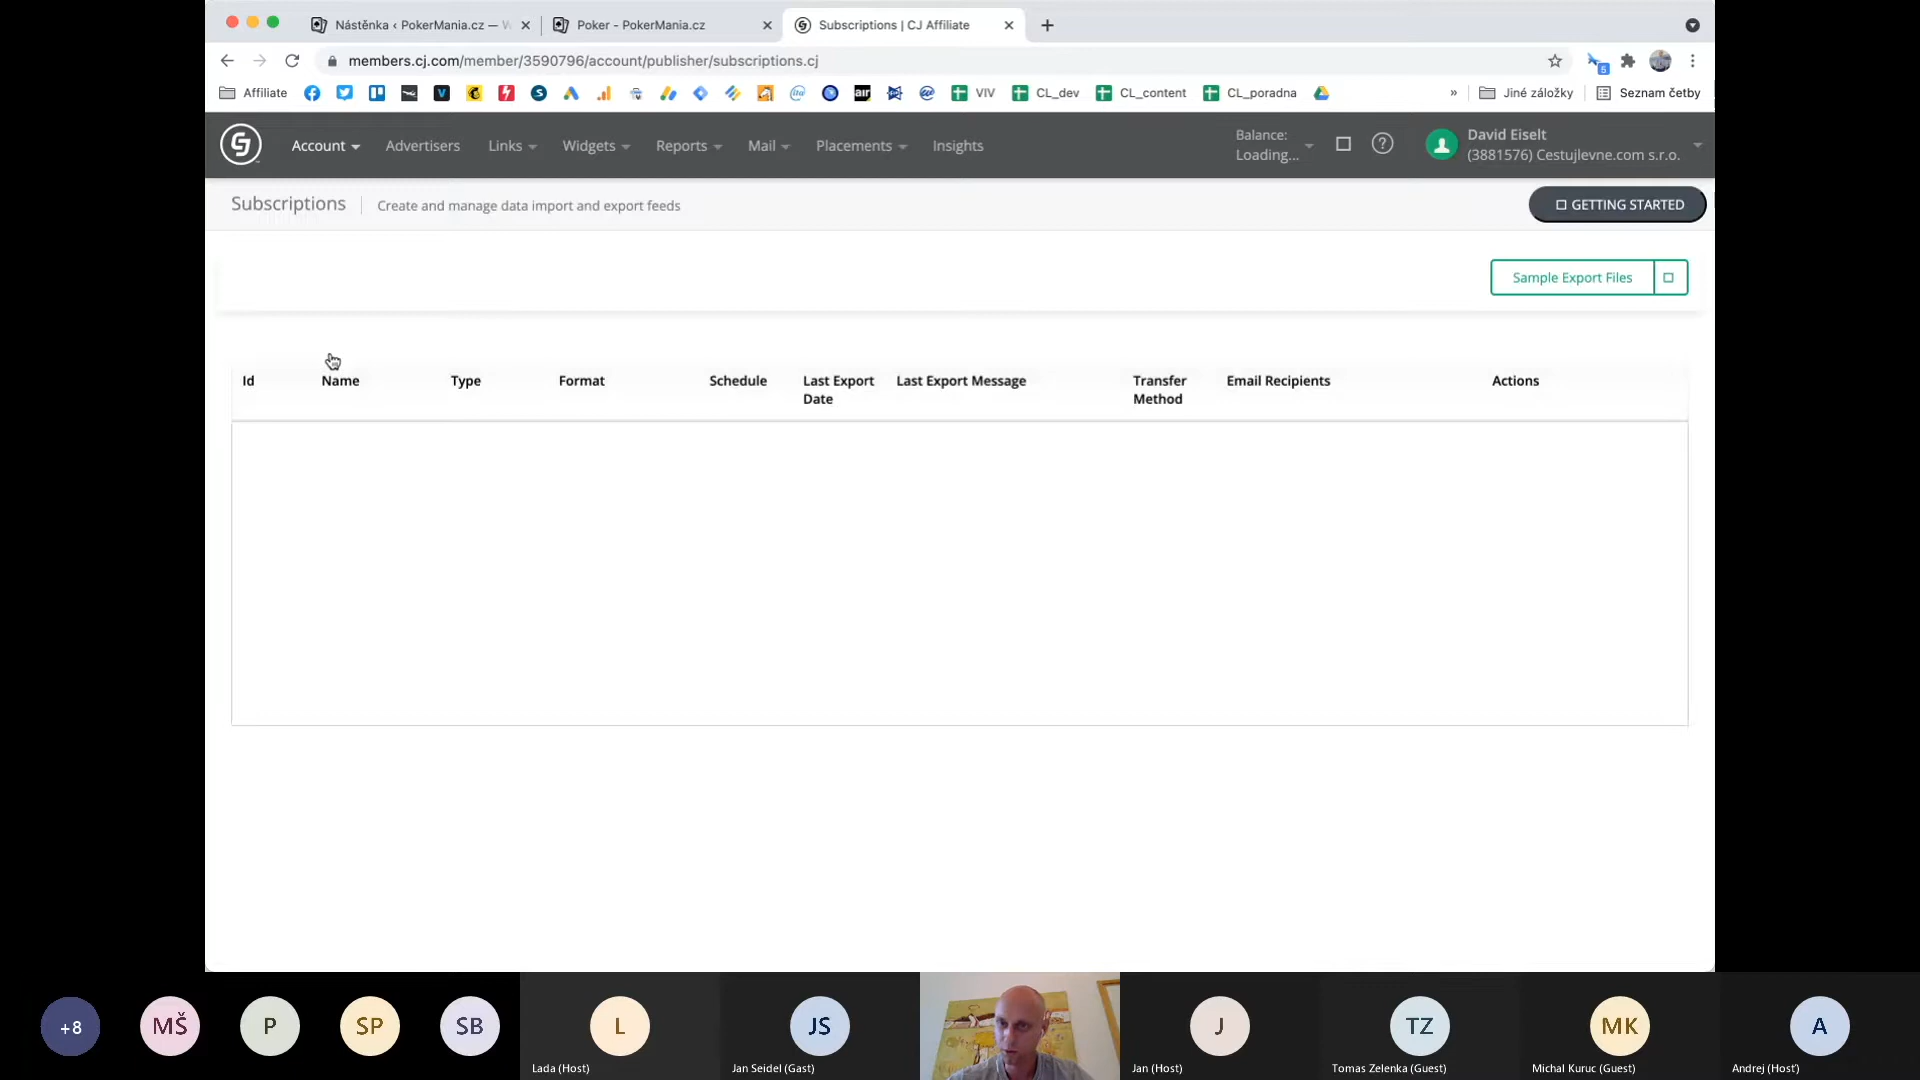 Nástěnka ‹ PokerMania.cz — W
Poker - PokerMania.cz
Subscriptions | CJ Affiliate
members.cj.com/member/3590796/account/publisher/subscriptions.cj
5
Affiliate
VIV
CL_dev
CL_content
CL_poradna
»
Jiné záložky
Seznam četby
Account
Advertisers
Links
Widgets
Reports
Mail
Placements
Insights
Balance:
Loading...
David Eiselt
(3881576) Cestujlevne.com s.r.o.
Subscriptions
Create and manage data import and export feeds
GETTING STARTED
Sample Export Files
Id
Name
Type
Format
Schedule
Last Export
Date
Last Export Message
Transfer
Method
Email Recipients
Actions
+8
MŠ
P
SP
SB
L
JS
J
TZ
MK
A
Lada (Host)
Jan Seidel (Gast)
Jan (Host)
Tomas Zelenka (Guest)
Michal Kuruc (Guest)
Andrej (Hosť)